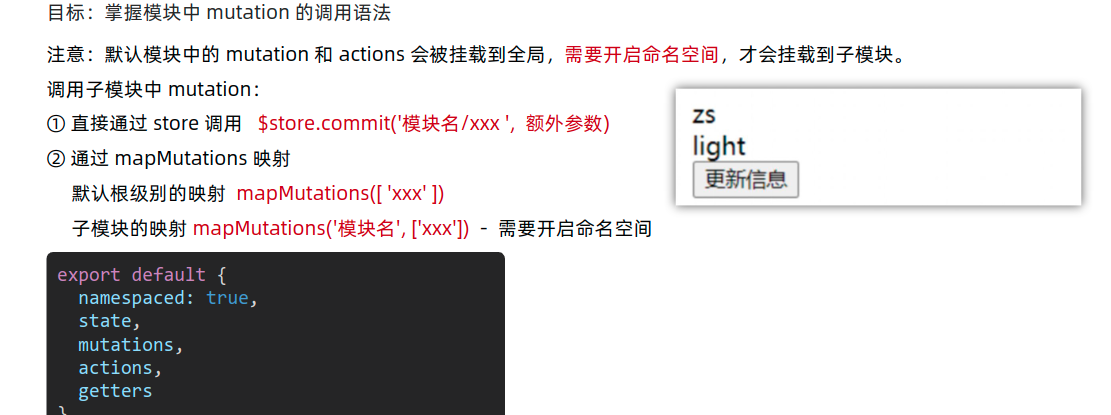 目标：掌握模块中 mutation 的调用语法
注意：默认模块中的 mutation 和 actions 会被挂载到全局，需要开启命名空间，才会挂载到子模块。
调用子模块中 mutation：
① 直接通过 store 调用 $store.commit('模块名/xxx ', 额外参数)
② 通过 mapMutations 映射
默认根级别的映射 mapMutations([ 'xxx' ])
子模块的映射 mapMutations('模块名', ['xxx']) - 需要开启命名空间
zs
light
更新信息
export default {
namespaced: true,
state,
mutations,
actions,
getters
}